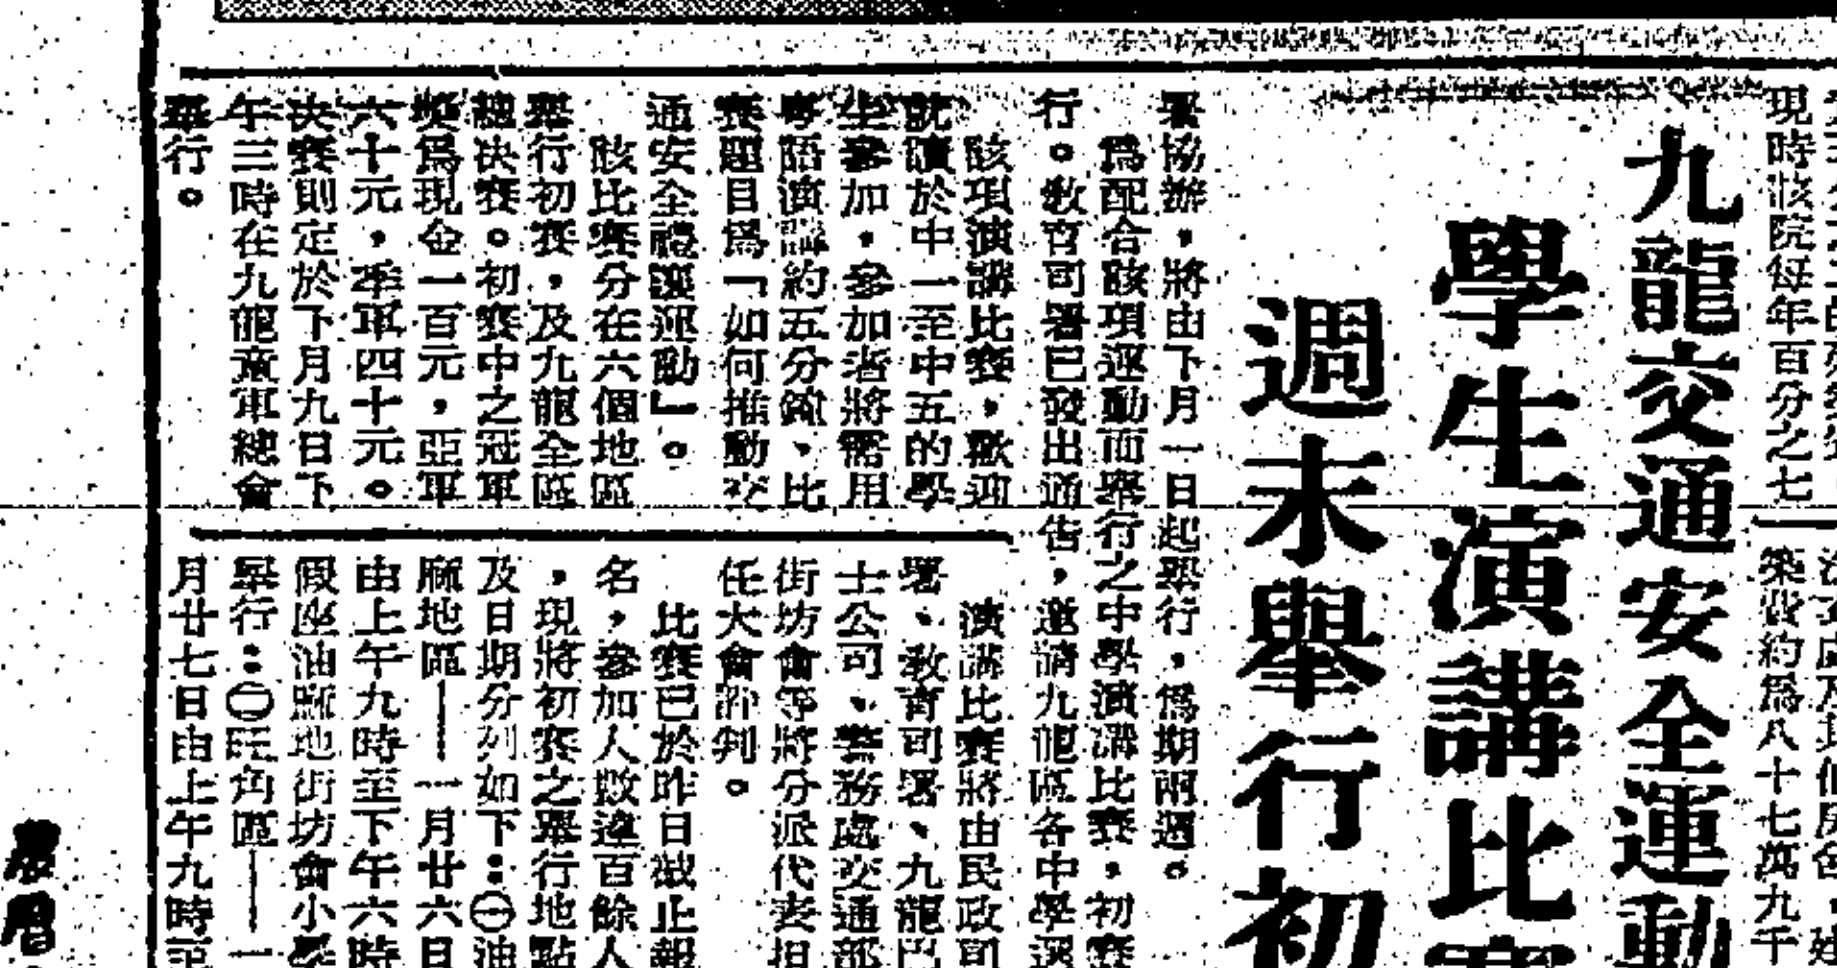 現時該院每年百分之七
築費約爲八十七萬九千
九龍交通安全運動
學生演講比賽
週末舉行初
署協辦，將由下月一日起舉行，爲期兩週。
爲配合該項運動而舉行之中學演講比賽，初賽
行。教育司署已發出通告，邀請九龍區各中學選
該項演講比賽，歡迎
就讀於中一至中五的學
生參加，參加者將需用
粵語演講約五分鐘、比
賽題目爲「如何推動交
通安全禮讓運動」。
該比賽分在六個地區
舉行初賽，及九龍全區
總决賽。初賽中之冠軍
獎爲現金一百元，亞軍
六十元，季軍四十元。
决賽則定於下月九日下
午三時在九龍童軍總會
舉行。
演講比賽將由民政司
署、教育司署、九龍巴
士公司、警務處交通部
街坊會等將分派代表担
任大會評判。
比賽已於昨日截止報
名，參加人數達百餘人
，現將初賽之舉行地點
及日期分列如下：㊀油
麻地區——一月廿六日
由上午九時至下午六時
假座油麻地街坊會小學
舉行：㊁旺角區——一
月廿七日由上午九時至